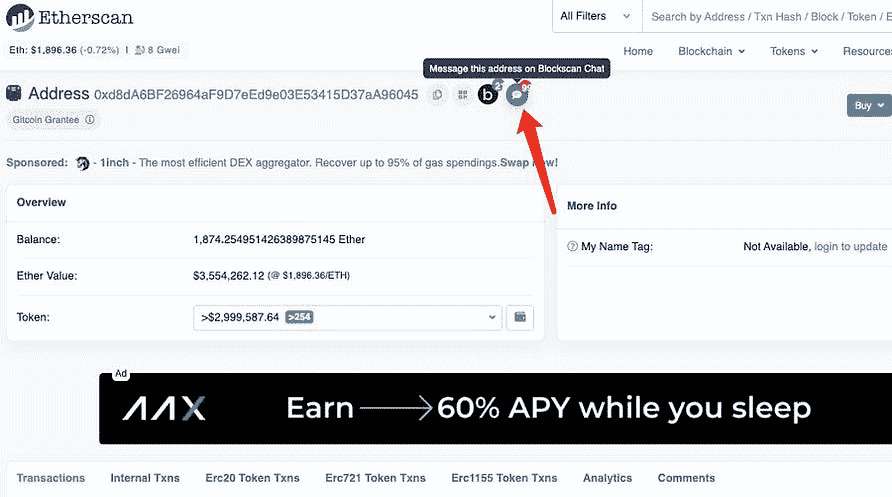 Etherscan
All Filters
Search by Address / Txn Hash / Block / Token / E
Eth: $1,896.36 (-0.72%) | 8 Gwei
Home Blockchain Tokens Resources
Message this address on Blockscan Chat
Address 0xd8dA6BF26964aF9D7eEd9e03E53415D37aA96045
b 2 99
Buy
Gitcoin Grantee
Sponsored: - 1inch - The most efficient DEX aggregator. Recover up to 95% of gas spendings. Swap Now!
Overview
Balance: 1,874.254951426389875145 Ether
Ether Value: $3,554,262.12 (@ $1,896.36/ETH)
Token: >$2,999,587.64 >254
More Info
My Name Tag: Not Available, login to update
Ad
AAX Earn 60% APY while you sleep
Transactions Internal Txns Erc20 Token Txns Erc721 Token Txns Erc1155 Token Txns Analytics Comments